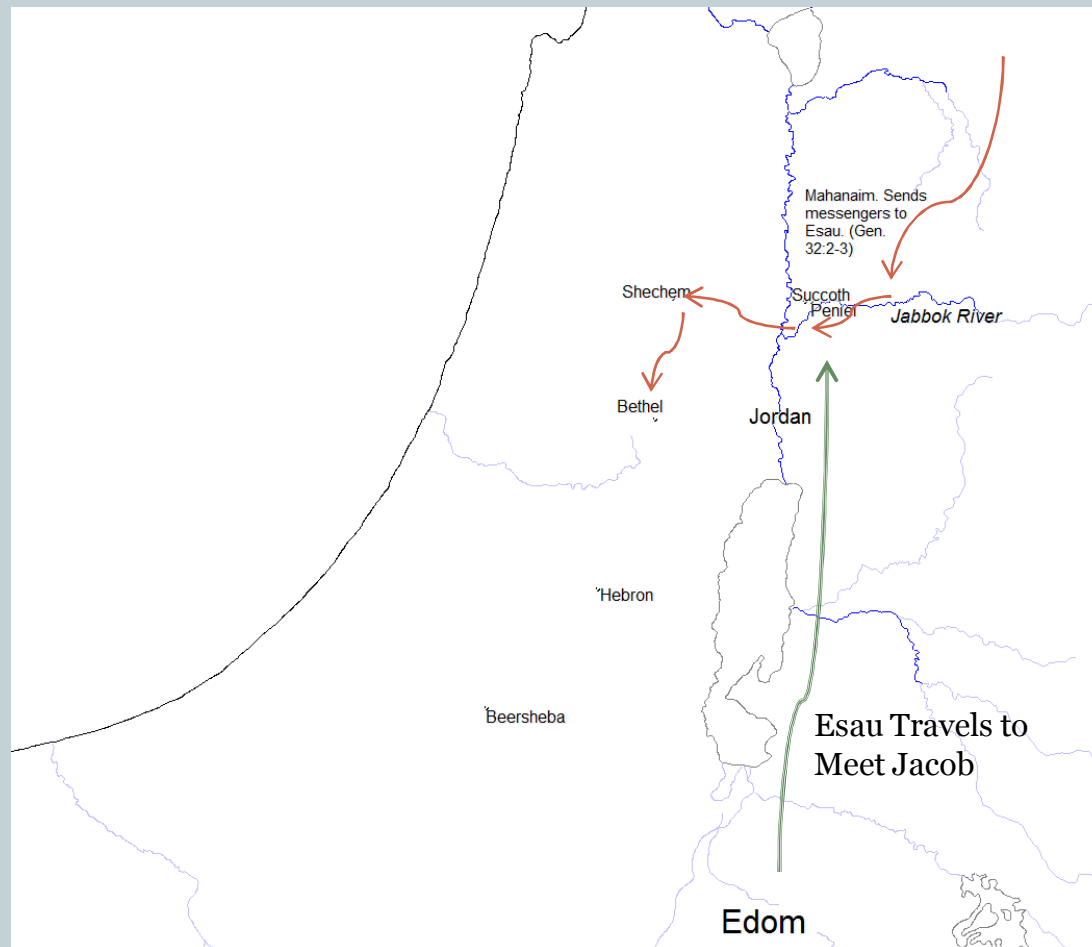 Mahanaim. Sends
messengers to
Esau. (Gen.
32:2-3)
Shechem
Succoth
Peniel
Jabbok River
Bethel
Jordan
Hebron
Beersheba
Esau Travels to
Meet Jacob
Edom